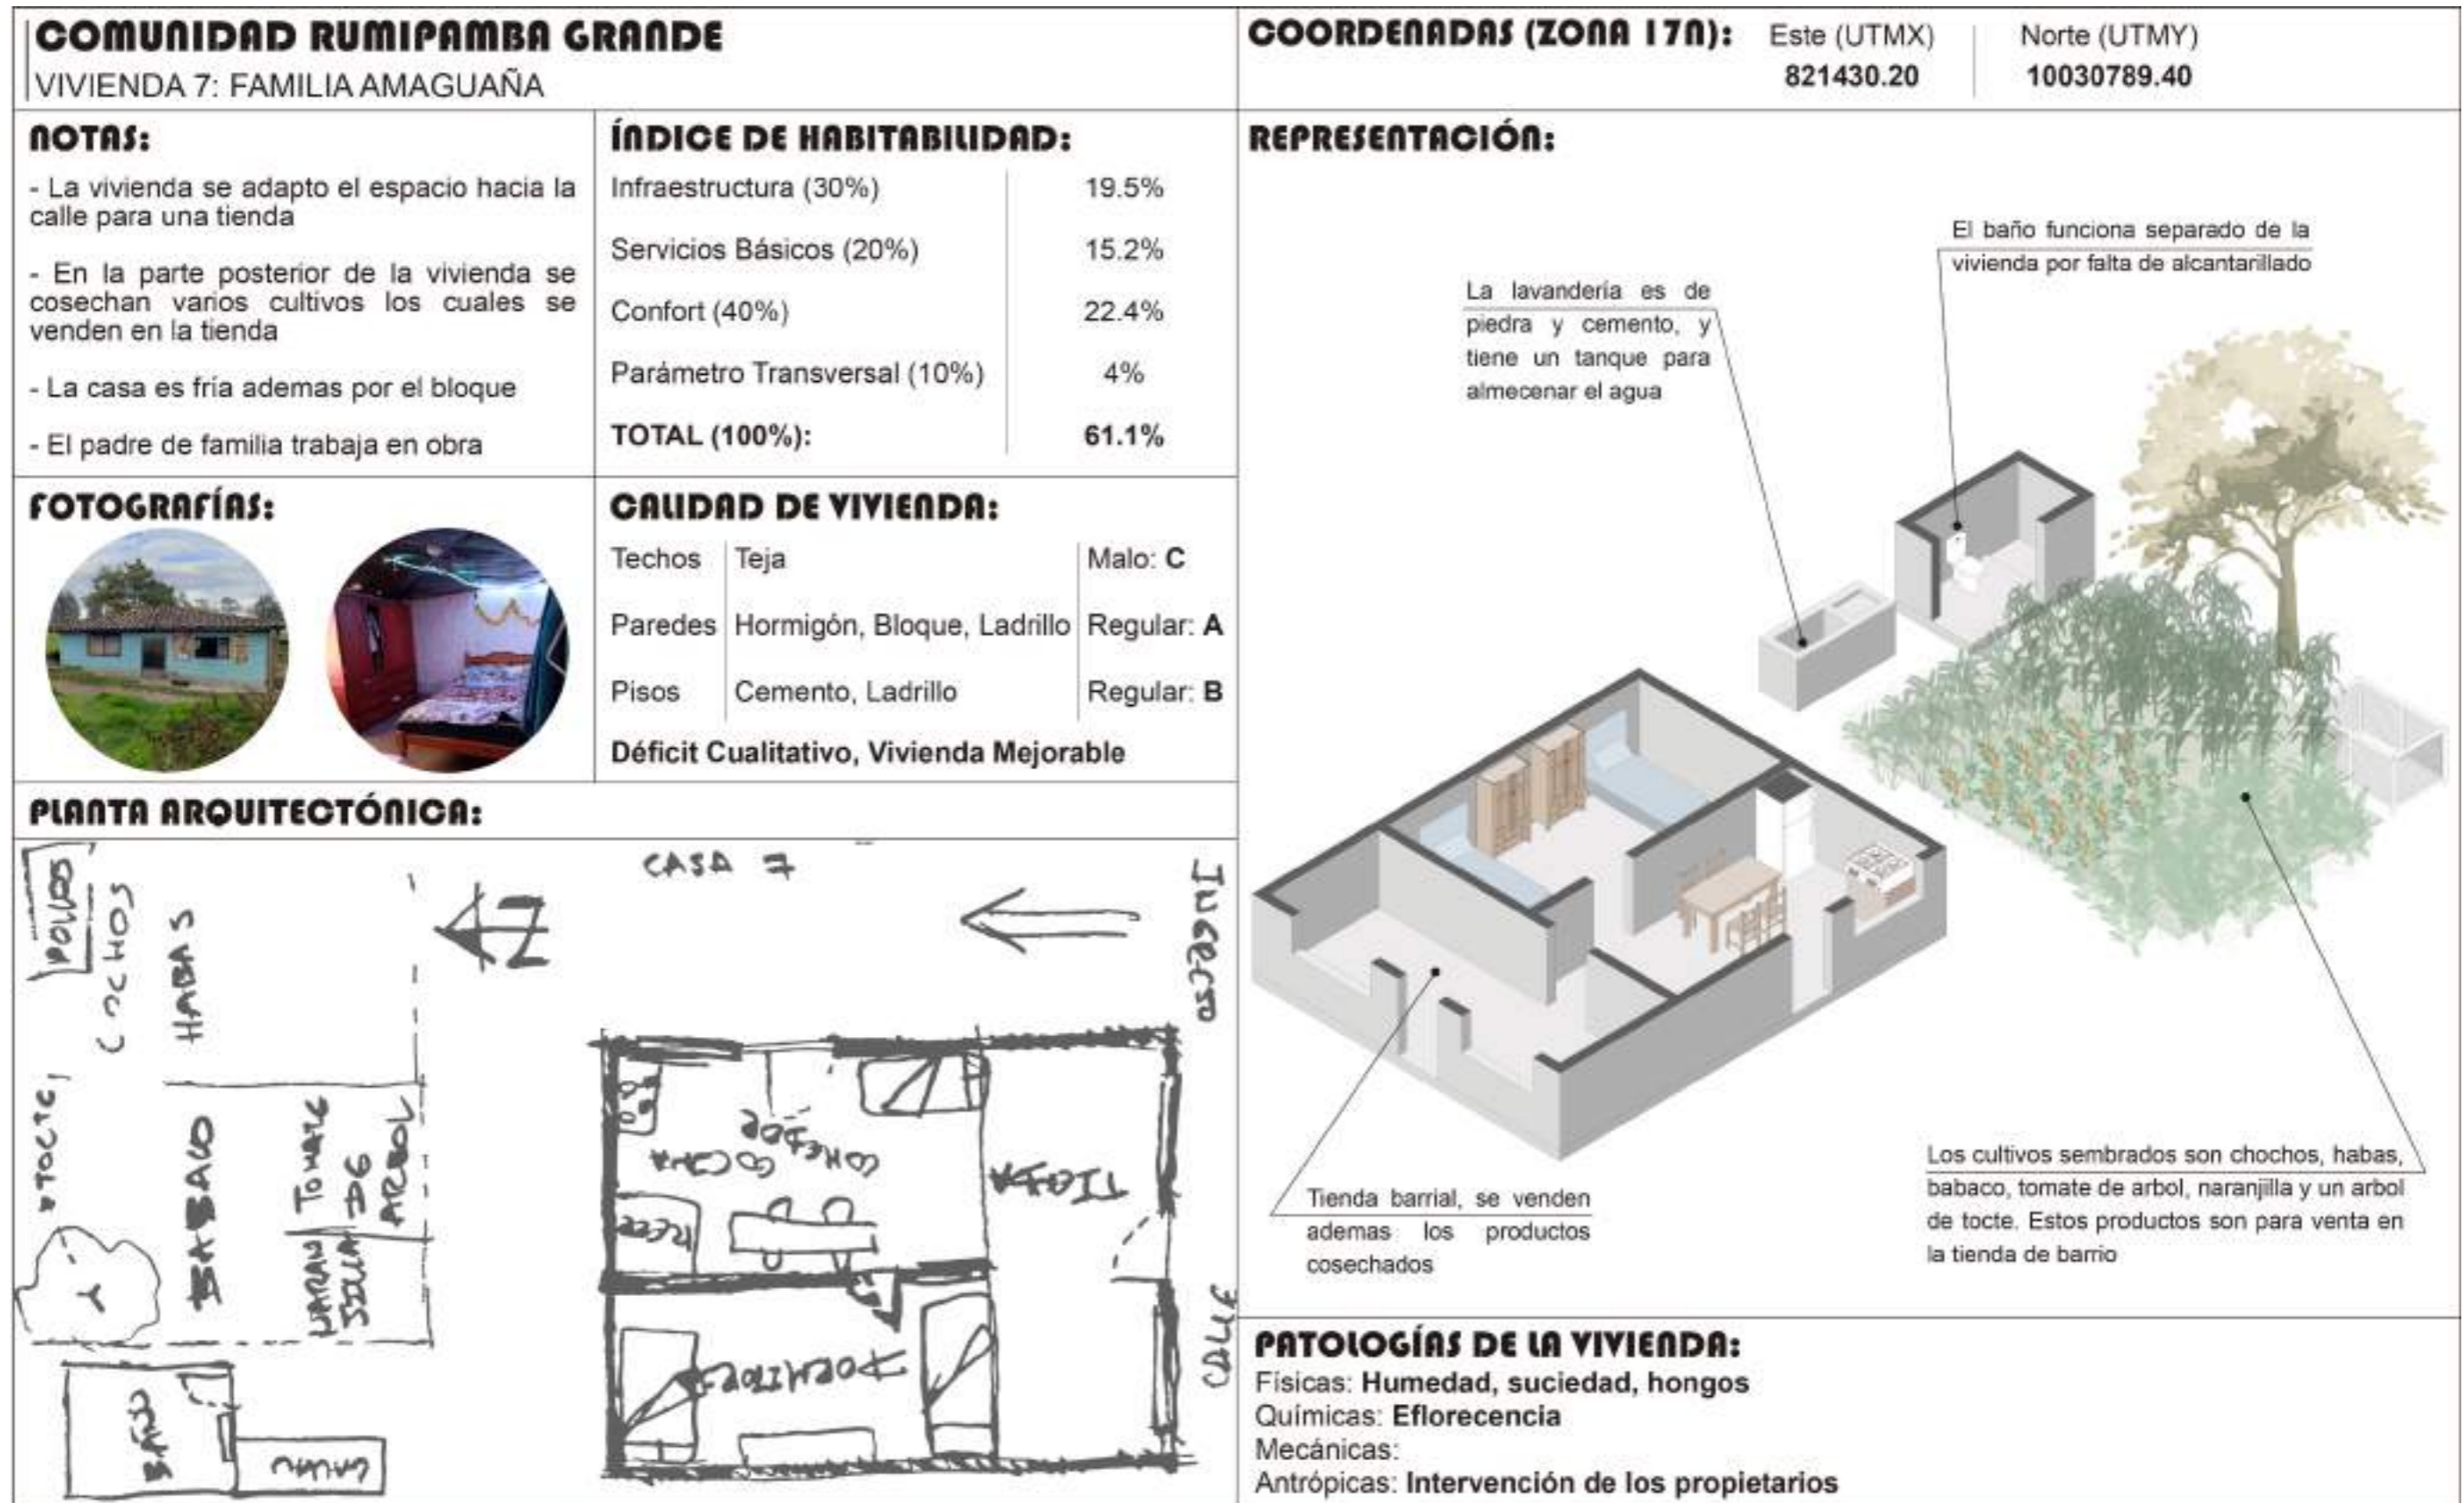 COMUNIDAD RUMIPAMBA GRANDE
VIVIENDA 7: FAMILIA AMAGUAÑA
COORDENADAS (ZONA 17N):
Este (UTMX)
821430.20
Norte (UTMY)
10030789.40
NOTAS:
- La vivienda se adapto el espacio hacia la
calle para una tienda
- En la parte posterior de la vivienda se
cosechan varios cultivos los cuales se
venden en la tienda
- La casa es fría ademas por el bloque
- El padre de familia trabaja en obra
ÍNDICE DE HABITABILIDAD:
Infraestructura (30%) 19.5%
Servicios Básicos (20%) 15.2%
Confort (40%) 22.4%
Parámetro Transversal (10%) 4%
TOTAL (100%): 61.1%
FOTOGRAFÍAS:
CALIDAD DE VIVIENDA:
Techos Teja Malo: C
Paredes Hormigón, Bloque, Ladrillo Regular: A
Pisos Cemento, Ladrillo Regular: B
Déficit Cualitativo, Vivienda Mejorable
PLANTA ARQUITECTÓNICA:
CASA 7
INGRESO
N
POLLOS
CHOCHOS
HABAS
TOCTE
BABACO
TOMATE
DE
ARBOL
NARAN
JILLA
BAÑO
COMEDOR
COCINA
REFR
TIENDA
DORMITORIO
CALLE
REPRESENTACIÓN:
El baño funciona separado de la
vivienda por falta de alcantarillado
La lavandería es de
piedra y cemento, y
tiene un tanque para
almecenar el agua
Tienda barrial, se venden
ademas los productos
cosechados
Los cultivos sembrados son chochos, habas,
babaco, tomate de arbol, naranjilla y un arbol
de tocte. Estos productos son para venta en
la tienda de barrio
PATOLOGÍAS DE LA VIVIENDA:
Físicas: Humedad, suciedad, hongos
Químicas: Eflorecencia
Mecánicas:
Antrópicas: Intervención de los propietarios